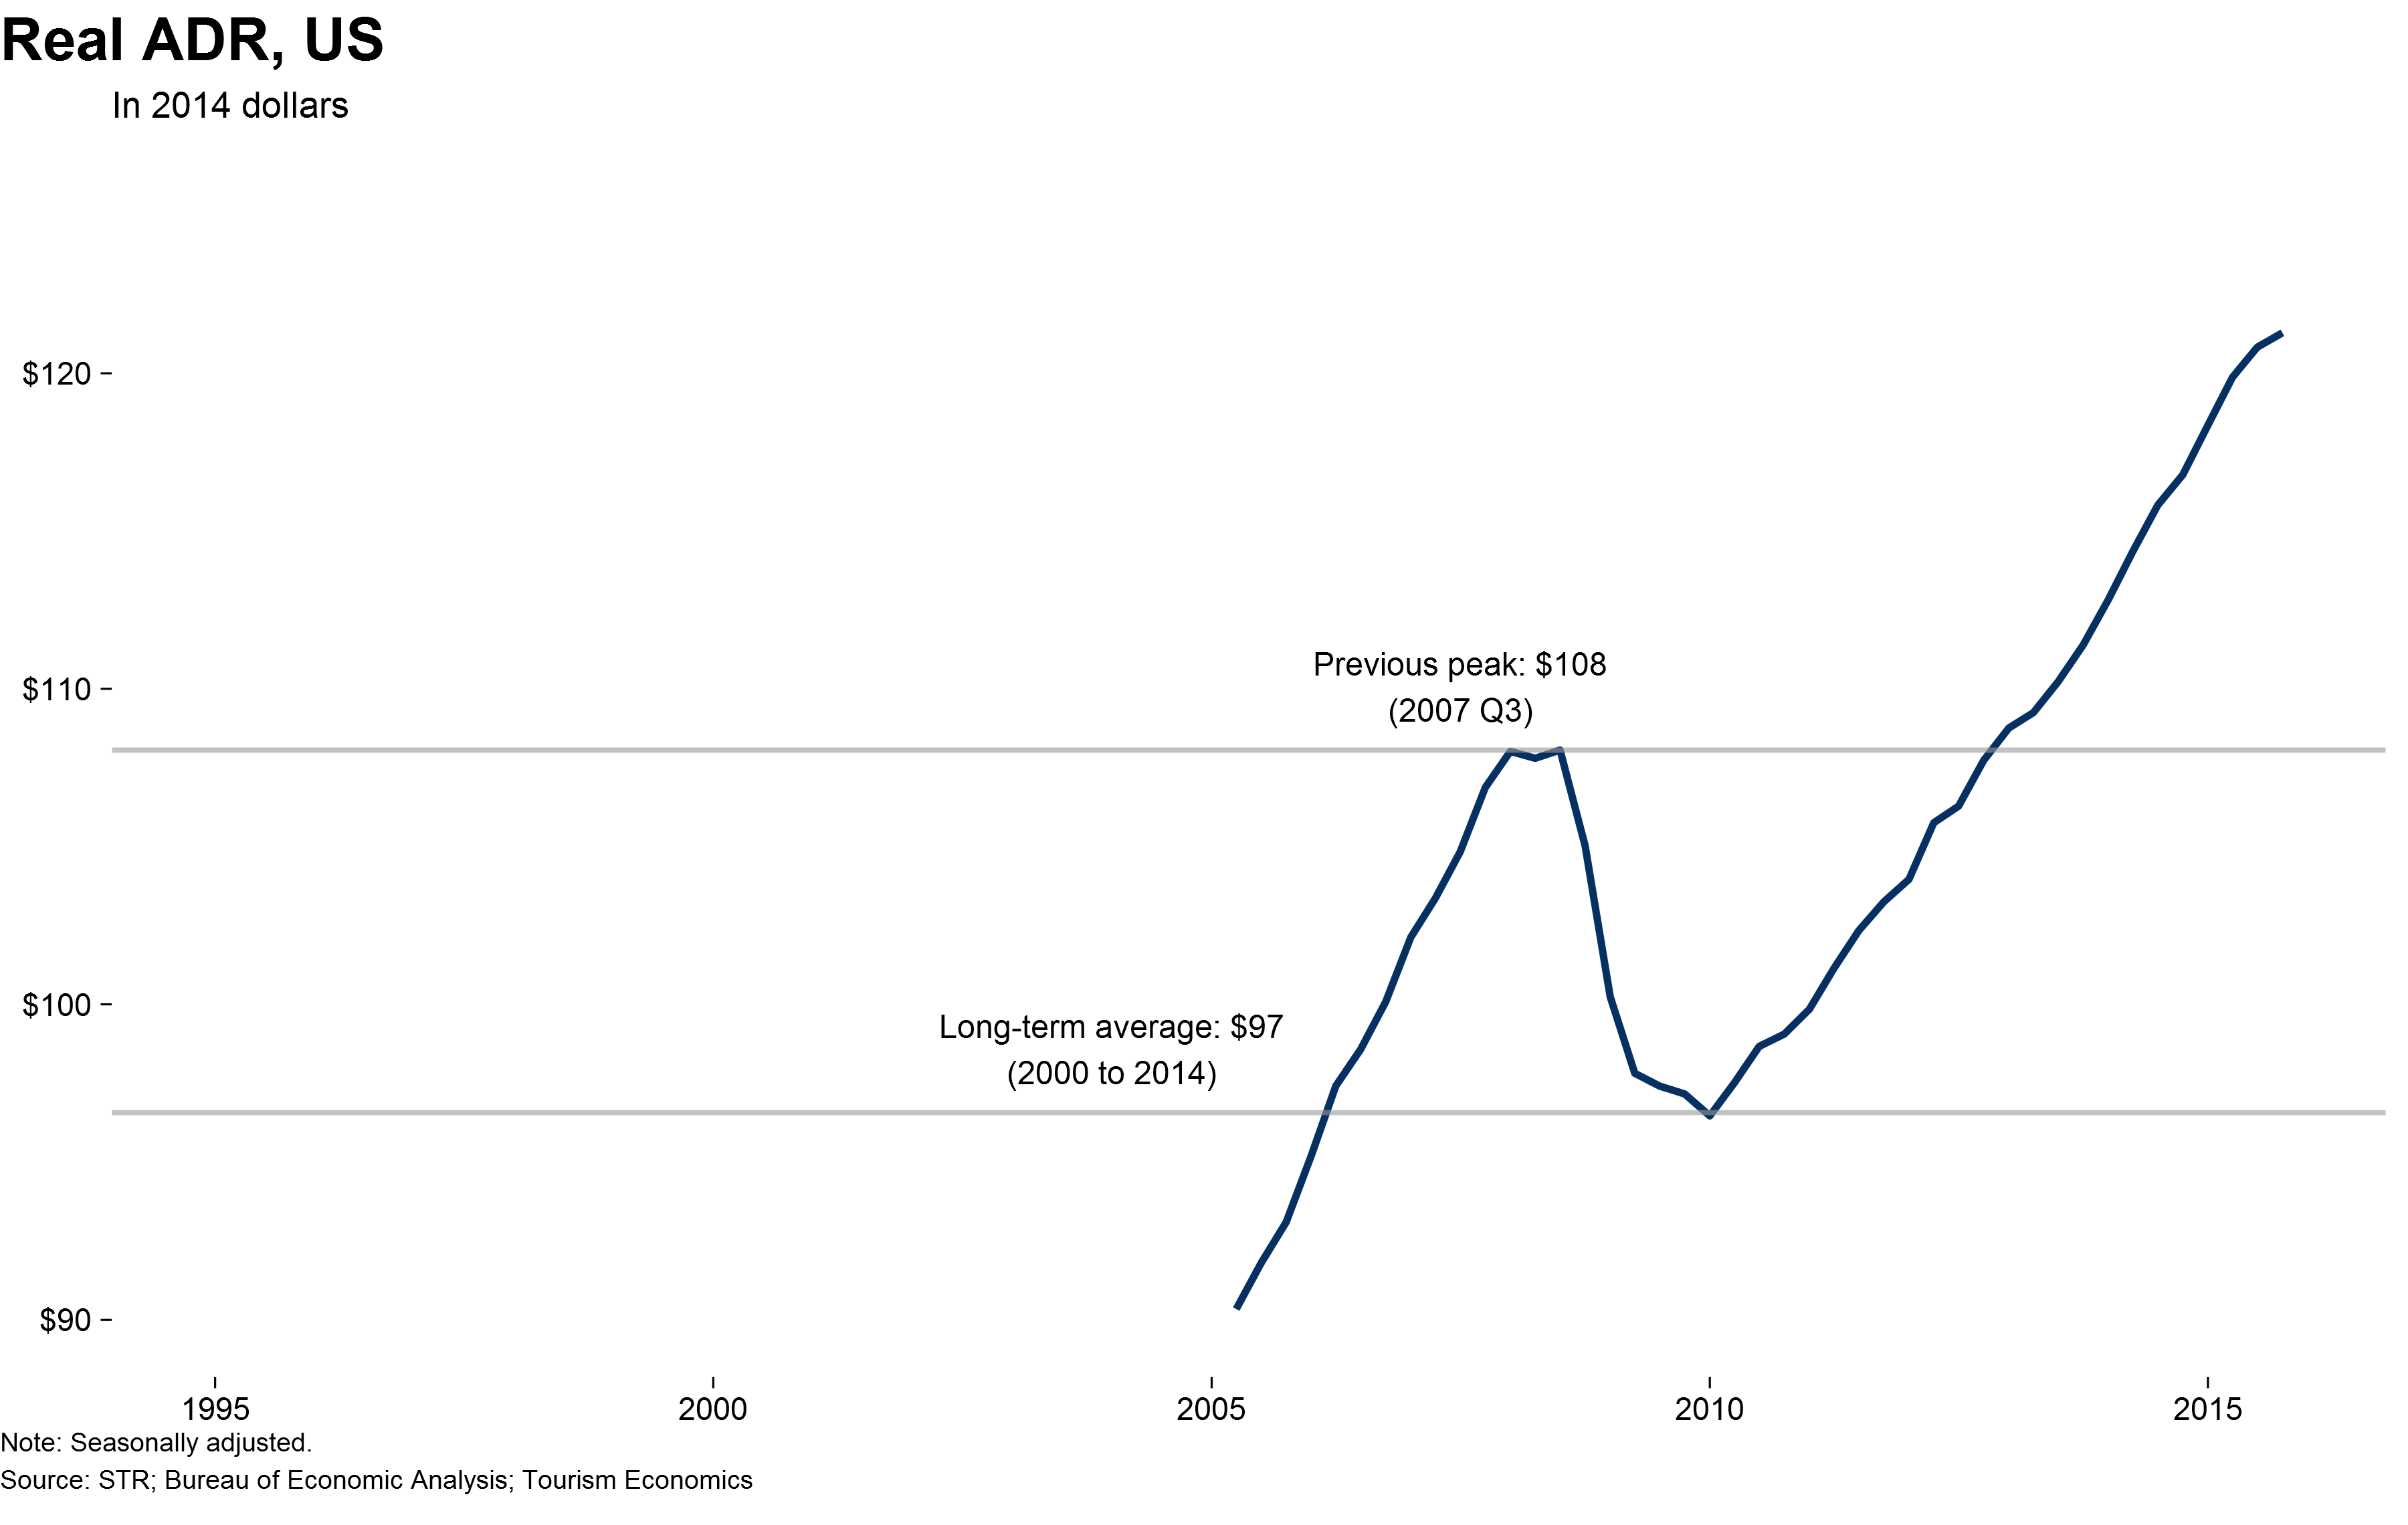 Real ADR, US
In 2014 dollars
$120
$110
Previous peak: $108
(2007 Q3)
$100
Long-term average: $97
(2000 to 2014)
$90
1995 2000 2005 2010 2015
Note: Seasonally adjusted.
Source: STR; Bureau of Economic Analysis; Tourism Economics